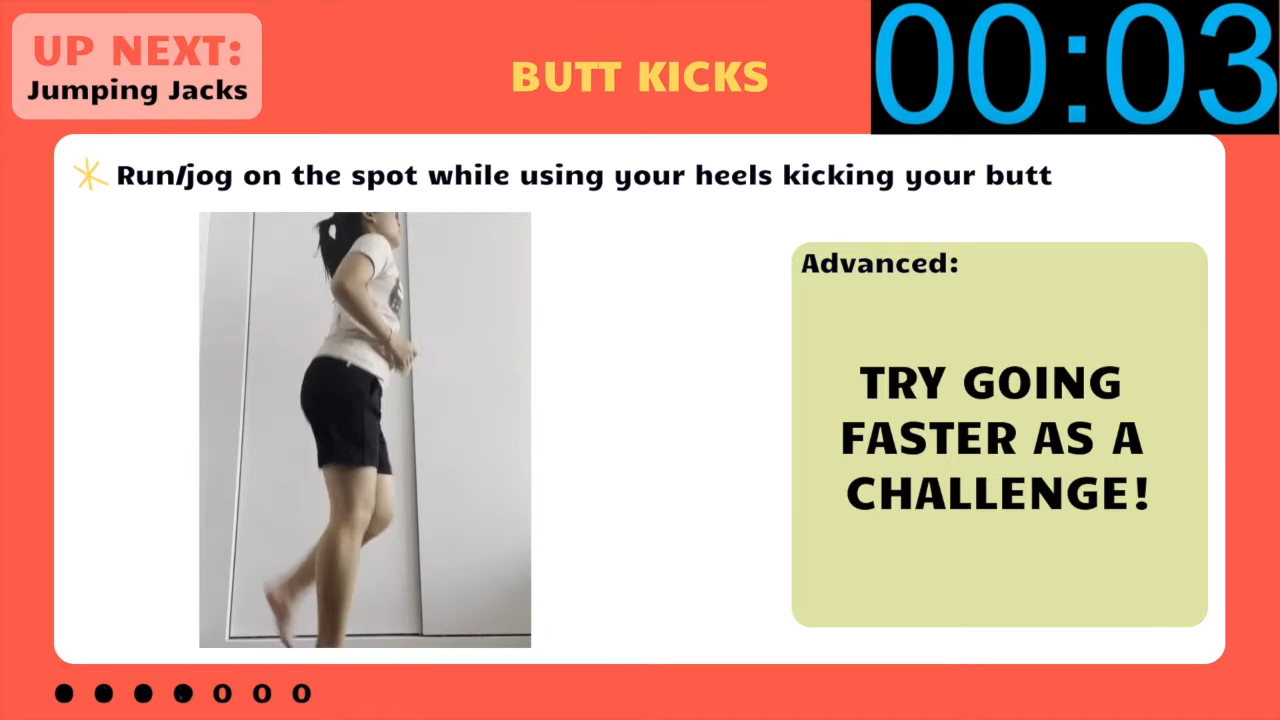 UP NEXT:
Jumping Jacks
BUTT KICKS
00:03
Run/jog on the spot while using your heels kicking your butt
Advanced:
TRY GOING
FASTER AS A
CHALLENGE!